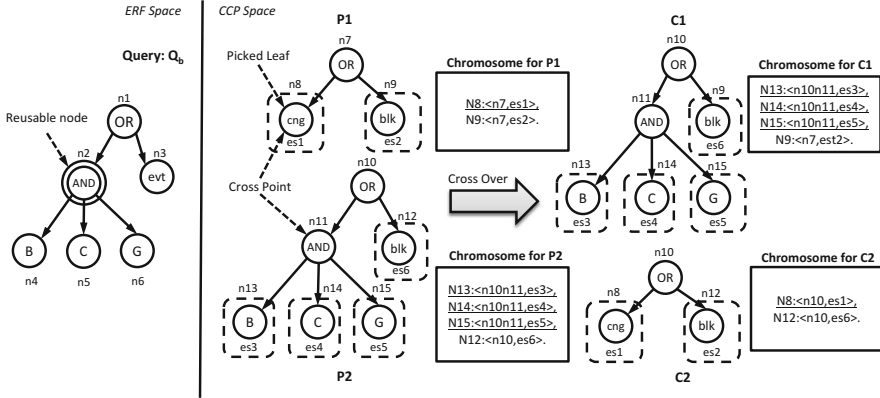 ERF Space
CCP Space
Query: Qb
n1
OR
Reusable node
n2
AND
n3
evt
B
C
G
n4
n5
n6
P1
n7
OR
Picked Leaf
n8
cng
es1
n9
blk
es2
Chromosome for P1
N8:<n7,es1>,
N9:<n7,es2>.
Cross Point
n10
OR
n11
AND
n12
blk
es6
n13
B
es3
n14
C
es4
n15
G
es5
P2
Chromosome for P2
N13:<n10n11,es3>,
N14:<n10n11,es4>,
N15:<n10n11,es5>,
N12:<n10,es6>.
Cross Over
C1
n10
OR
n11
AND
n9
blk
es6
n13
B
es3
n14
C
es4
n15
G
es5
Chromosome for C1
N13:<n10n11,es3>,
N14:<n10n11,es4>,
N15:<n10n11,es5>,
N9:<n7,est2>.
n10
OR
n8
cng
es1
n12
blk
es2
C2
Chromosome for C2
N8:<n10,es1>,
N12:<n10,es6>.